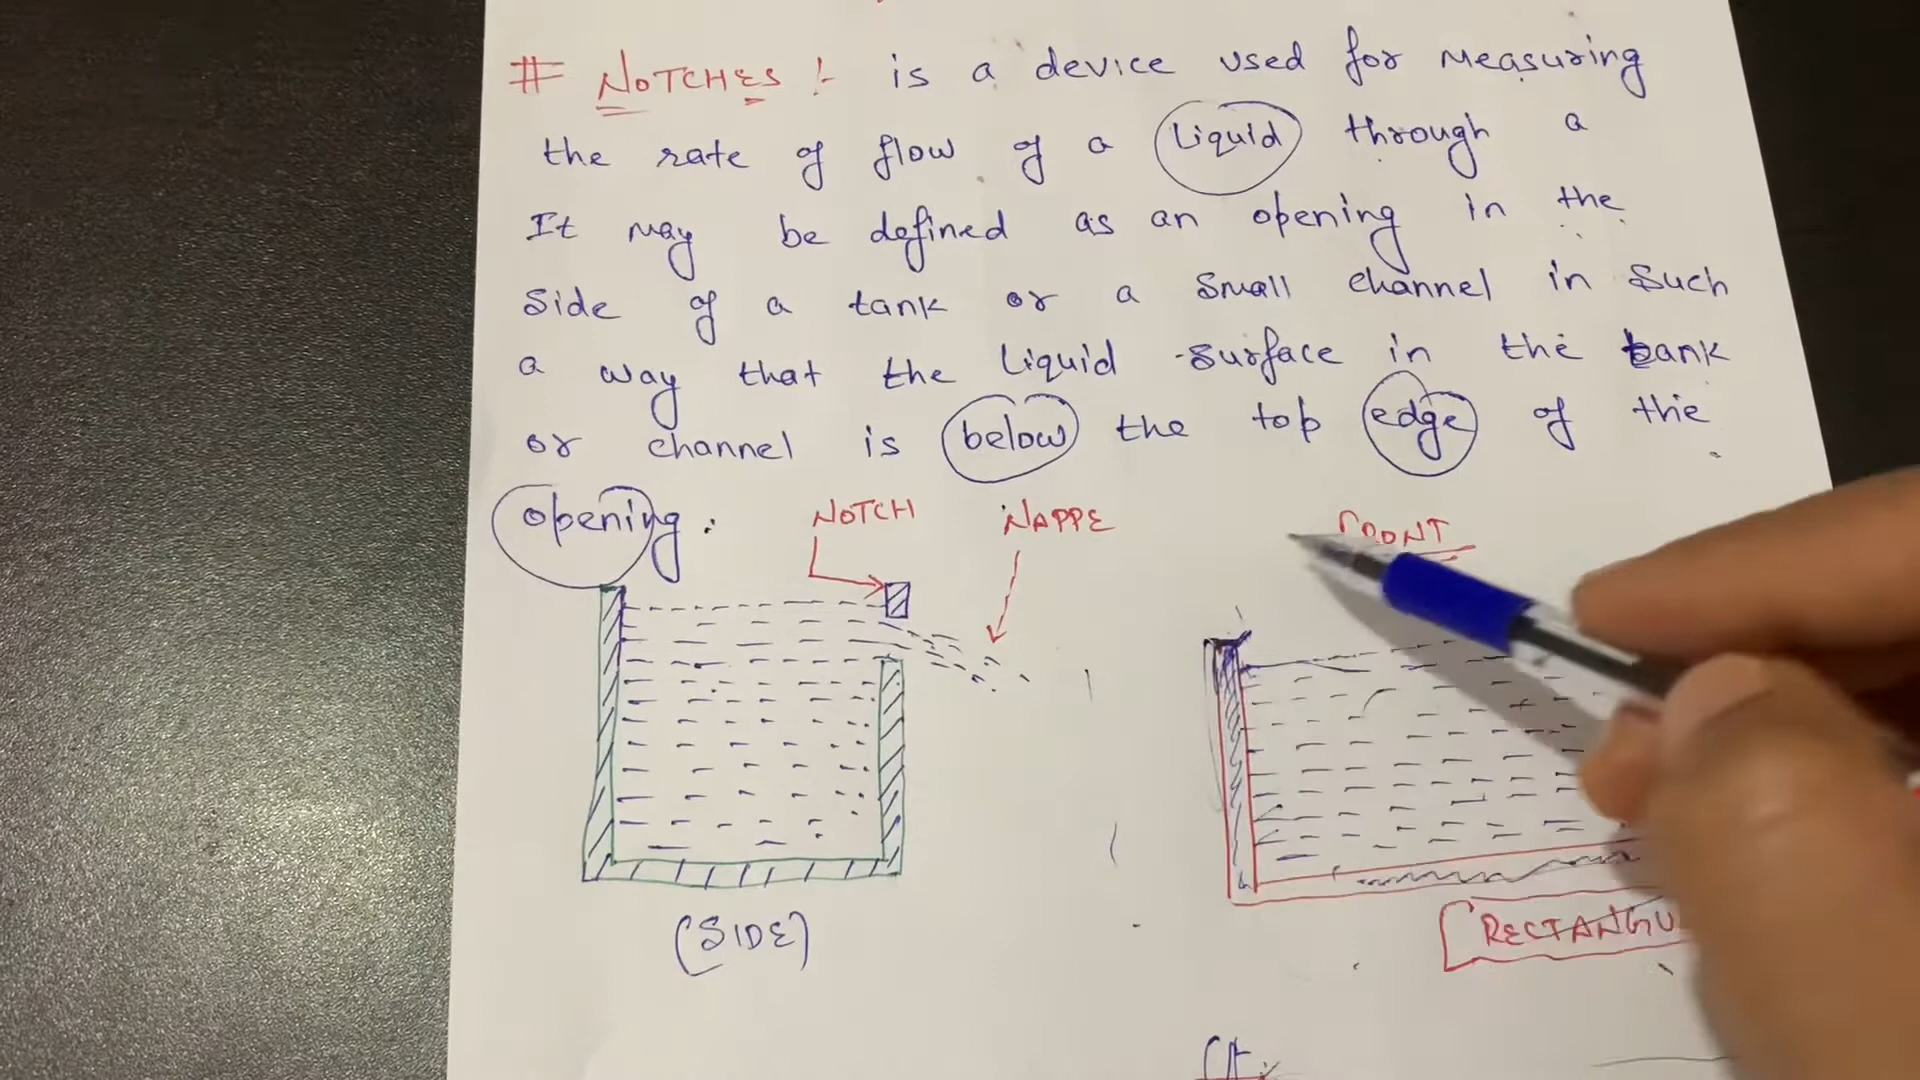 # NOTCHES :- is a device used for measuring
the rate of flow of a liquid through a
It may be defined as an opening in the
side of a tank or a small channel in such
a way that the liquid surface in the tank
or channel is below the top edge of the
opening.
NOTCH NAPPE FRONT
(SIDE)
RECTANGU